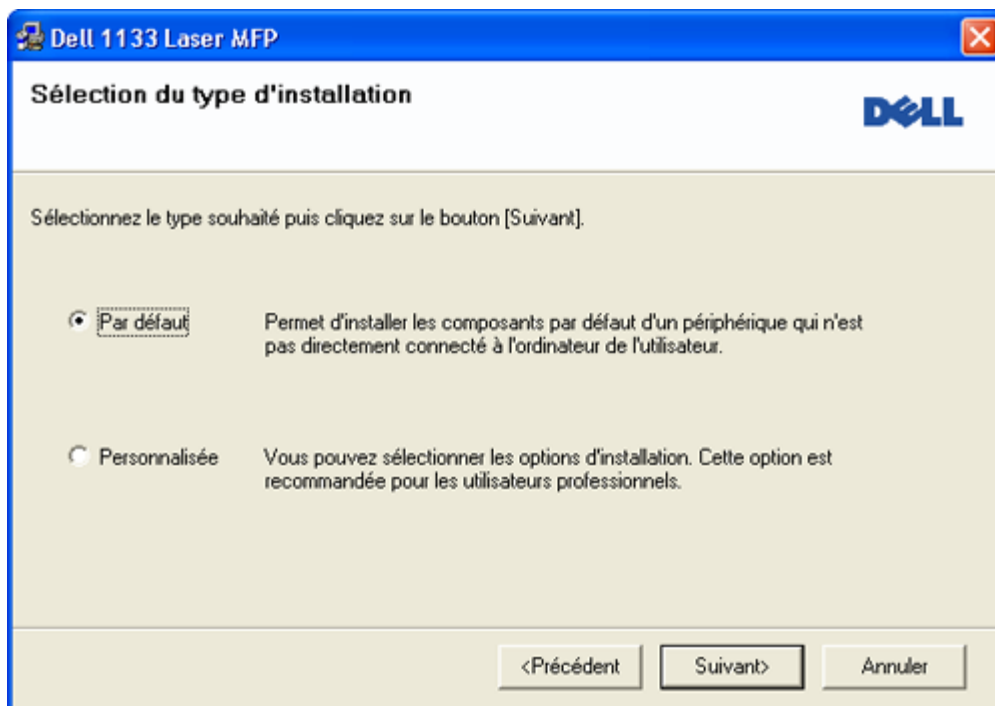 Dell 1133 Laser MFP
Sélection du type d'installation
DELL
Sélectionnez le type souhaité puis cliquez sur le bouton [Suivant].
Par défaut
Permet d'installer les composants par défaut d'un périphérique qui n'est
pas directement connecté à l'ordinateur de l'utilisateur.
Personnalisée
Vous pouvez sélectionner les options d'installation. Cette option est
recommandée pour les utilisateurs professionnels.
<Précédent
Suivant>
Annuler